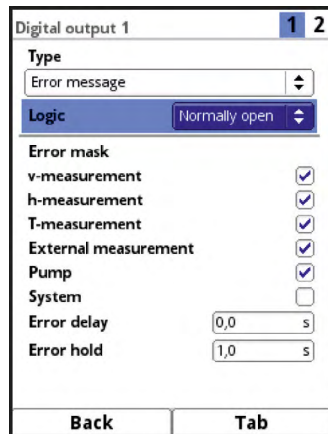 Digital output 1 1 2
Type
Error message
Logic Normally open
Error mask
v-measurement
h-measurement
T-measurement
External measurement
Pump
System
Error delay 0,0 s
Error hold 1,0 s
Back Tab